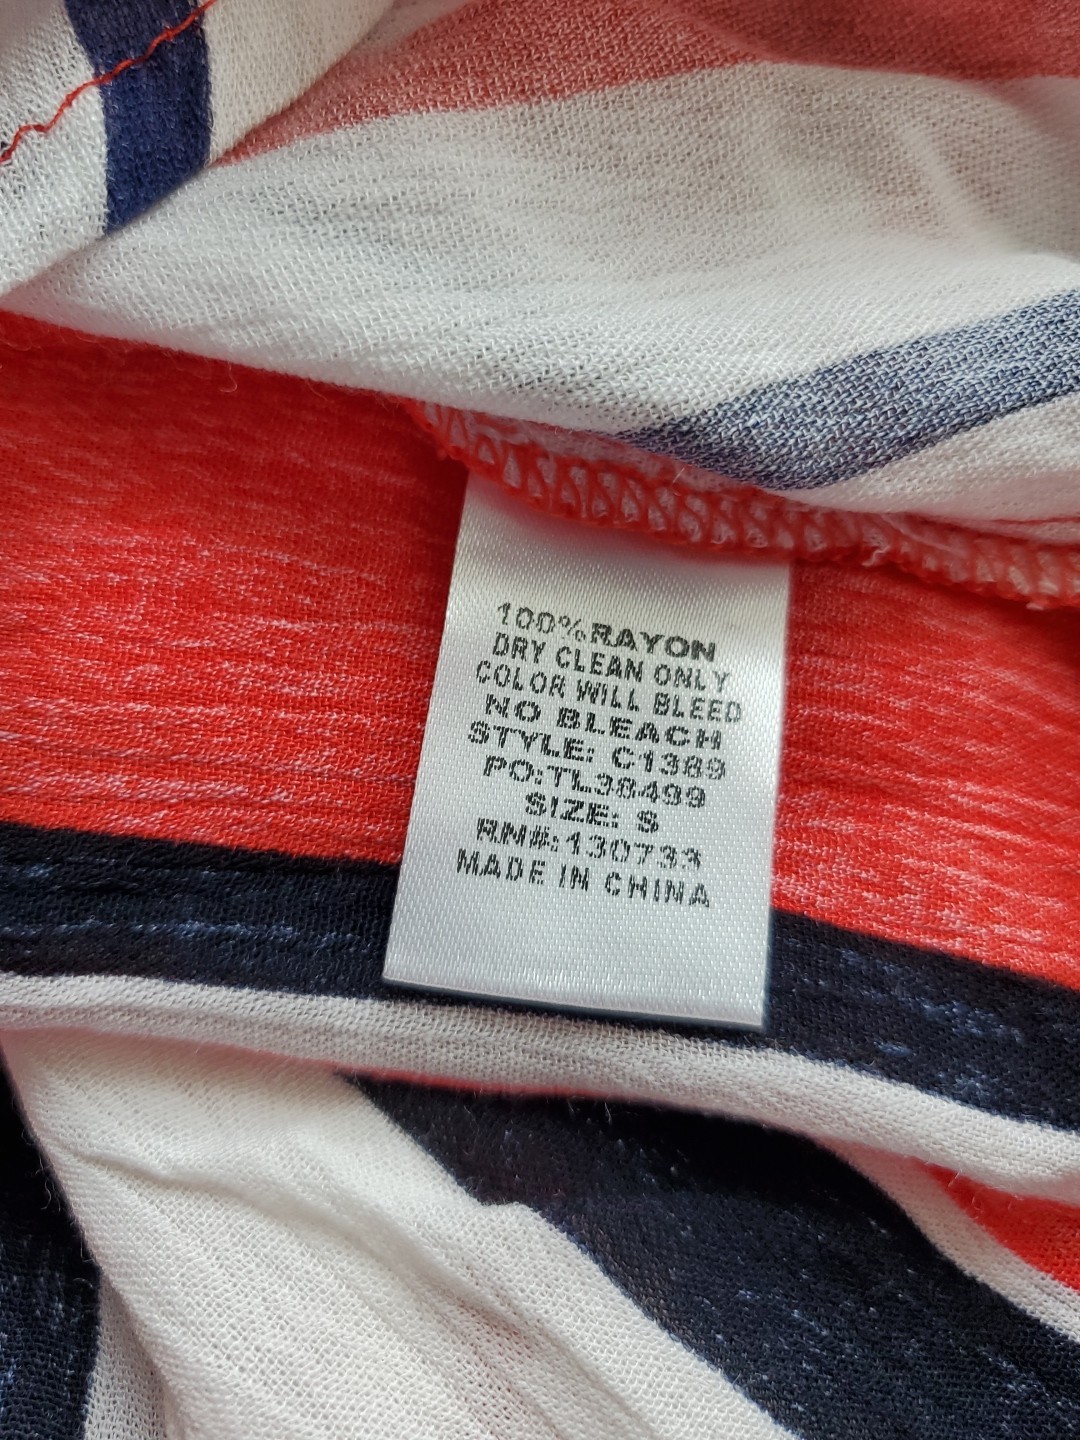 100%RAYON
DRY CLEAN ONLY
COLOR WILL BLEED
NO BLEACH
STYLE: C1389
PO:TL38499
SIZE: S
RN#:130733
MADE IN CHINA